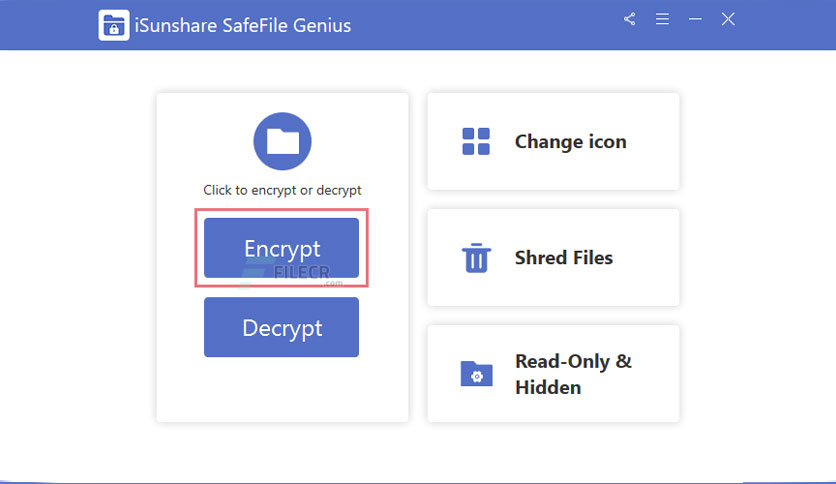 iSunshare SafeFile Genius
Click to encrypt or decrypt
Encrypt
FILECR
.com
Decrypt
Change icon
Shred Files
Read-Only &
Hidden